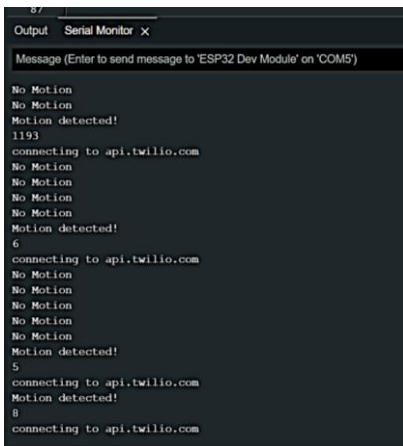 87
Output Serial Monitor ×
Message (Enter to send message to 'ESP32 Dev Module' on 'COM5')
No Motion
No Motion
Motion detected!
1193
connecting to api.twilio.com
No Motion
No Motion
No Motion
No Motion
Motion detected!
6
connecting to api.twilio.com
No Motion
No Motion
No Motion
No Motion
No Motion
Motion detected!
5
connecting to api.twilio.com
Motion detected!
8
connecting to api.twilio.com